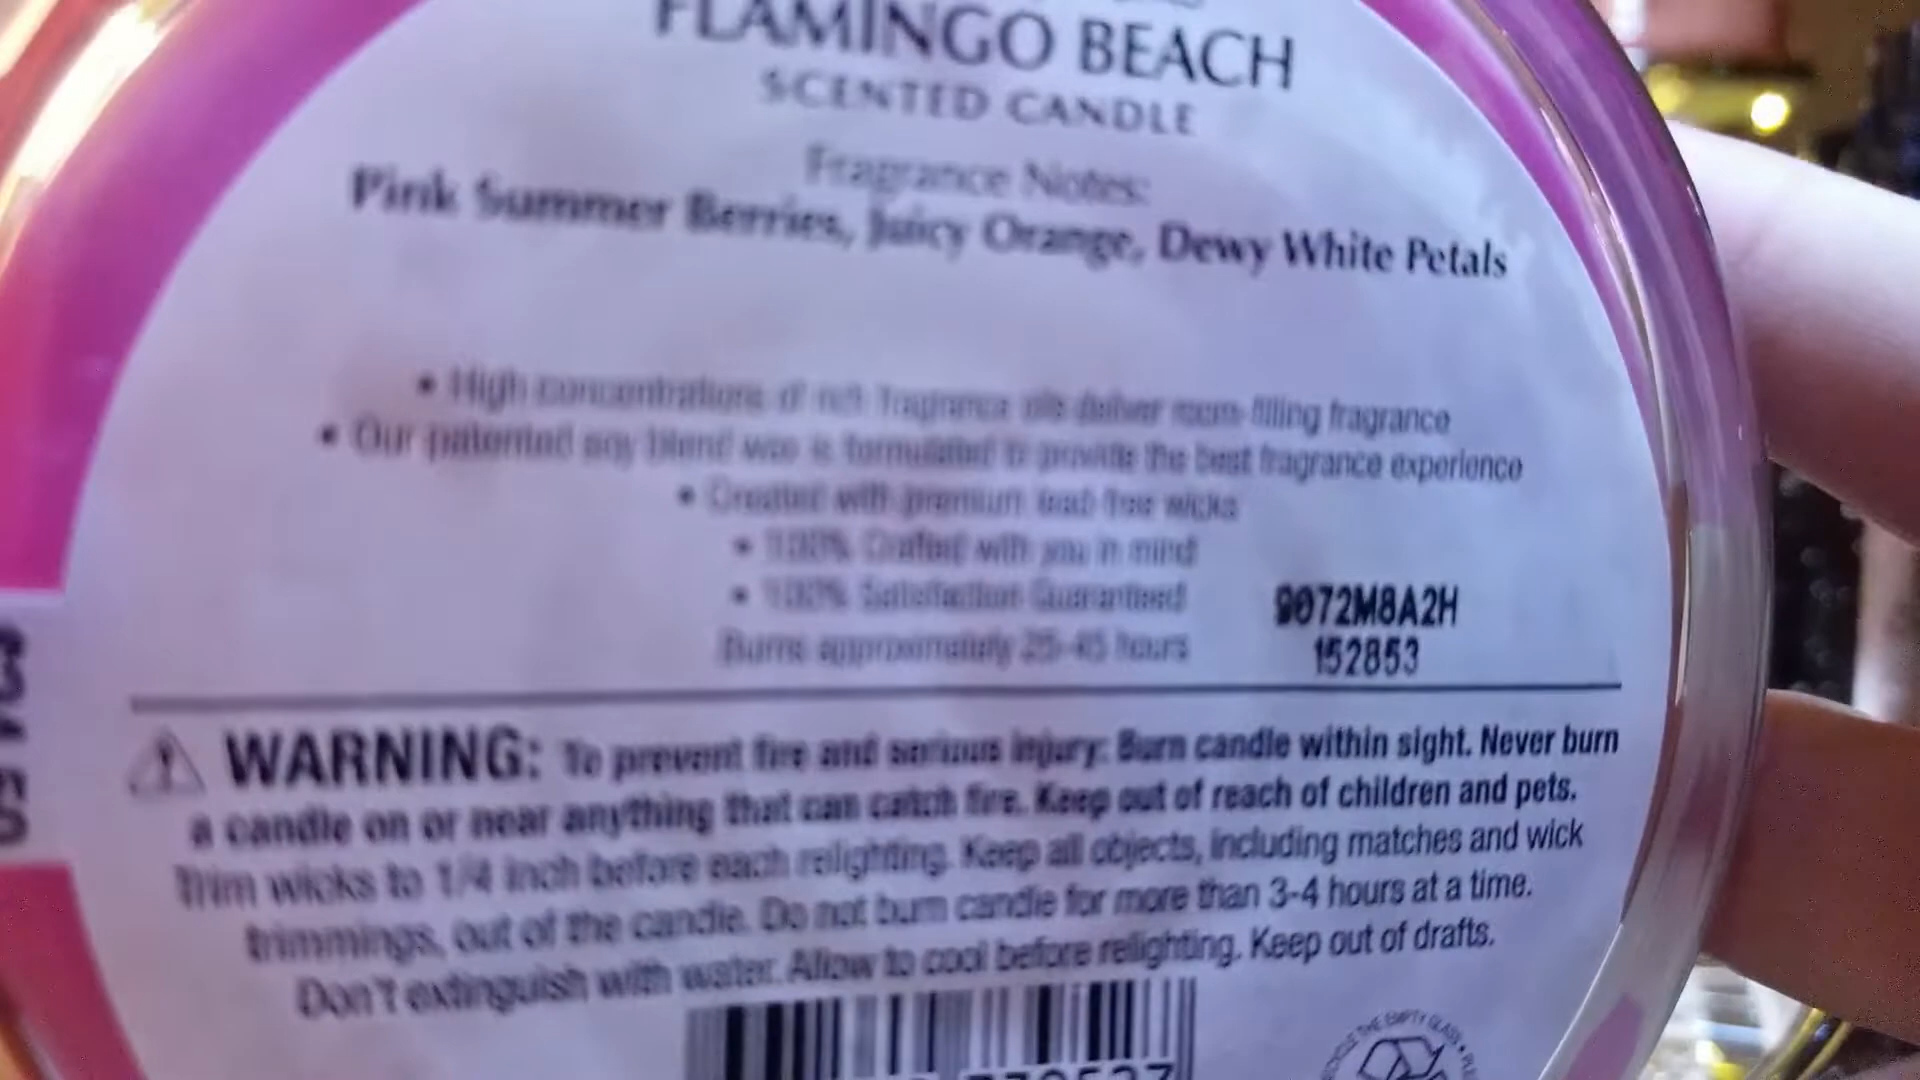 FLAMINGO BEACH
SCENTED CANDLE
Fragrance Notes:
Pink Summer Berries, Juicy Orange, Dewy White Petals
• High concentrations of rich fragrance oils deliver room-filling fragrance
• Our patented soy blend wax is formulated to provide the best fragrance experience
• Created with premium lead-free wicks
• 100% Crafted with you in mind
• 100% Satisfaction Guaranteed
Burns approximately 25-45 hours
9072M8A2H
152853
WARNING: To prevent fire and serious injury: Burn candle within sight. Never burn
a candle on or near anything that can catch fire. Keep out of reach of children and pets.
Trim wicks to 1/4 inch before each relighting. Keep all objects, including matches and wick
trimmings, out of the candle. Do not burn candle for more than 3-4 hours at a time.
Don't extinguish with water. Allow to cool before relighting. Keep out of drafts.
RECYCLE THE EMPTY GLASS •